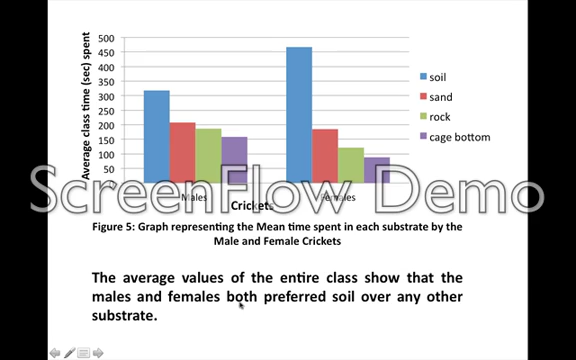 500
450
400
350
300
250
200
150
100
50
Average class time (sec) spent
soil
sand
rock
cage bottom
ScreenFlow Demo
Males
Females
Crickets
Figure 5: Graph representing the Mean time spent in each substrate by the
Male and Female Crickets
The average values of the entire class show that the
males and females both preferred soil over any other
substrate.